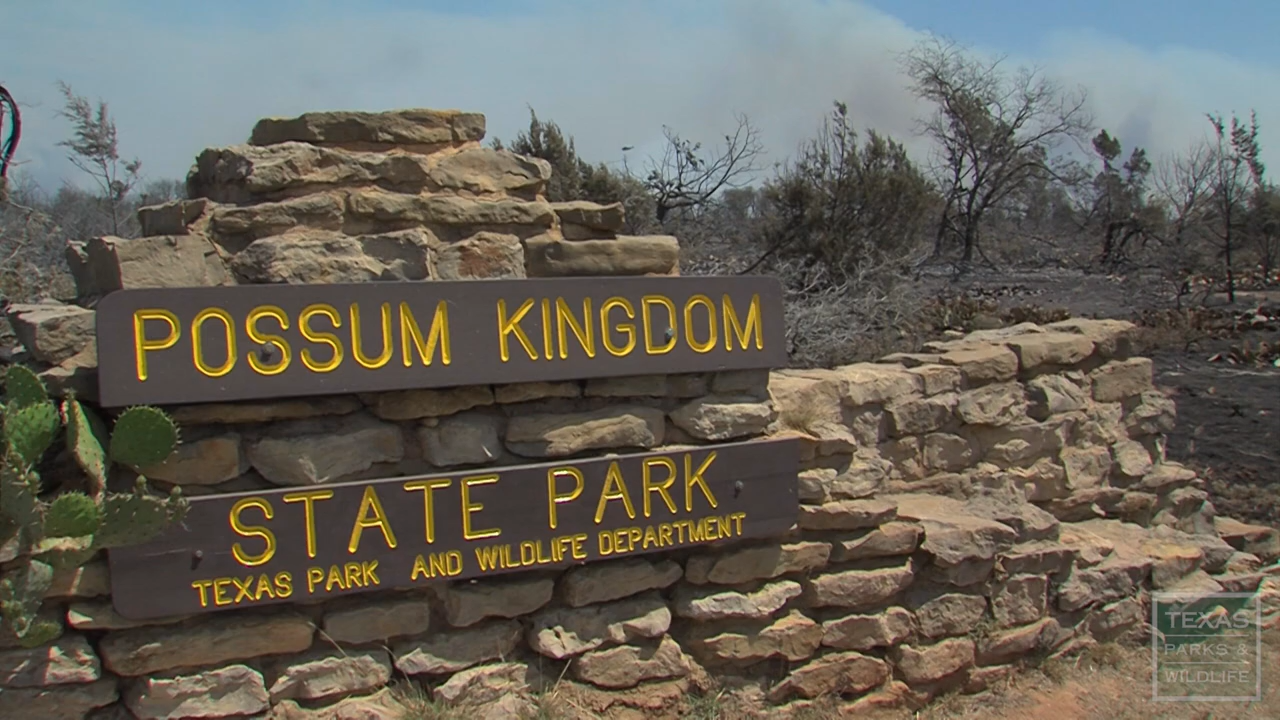 POSSUM KINGDOM
STATE PARK
TEXAS PARK AND WILDLIFE DEPARTMENT
TEXAS
PARKS &
WILDLIFE